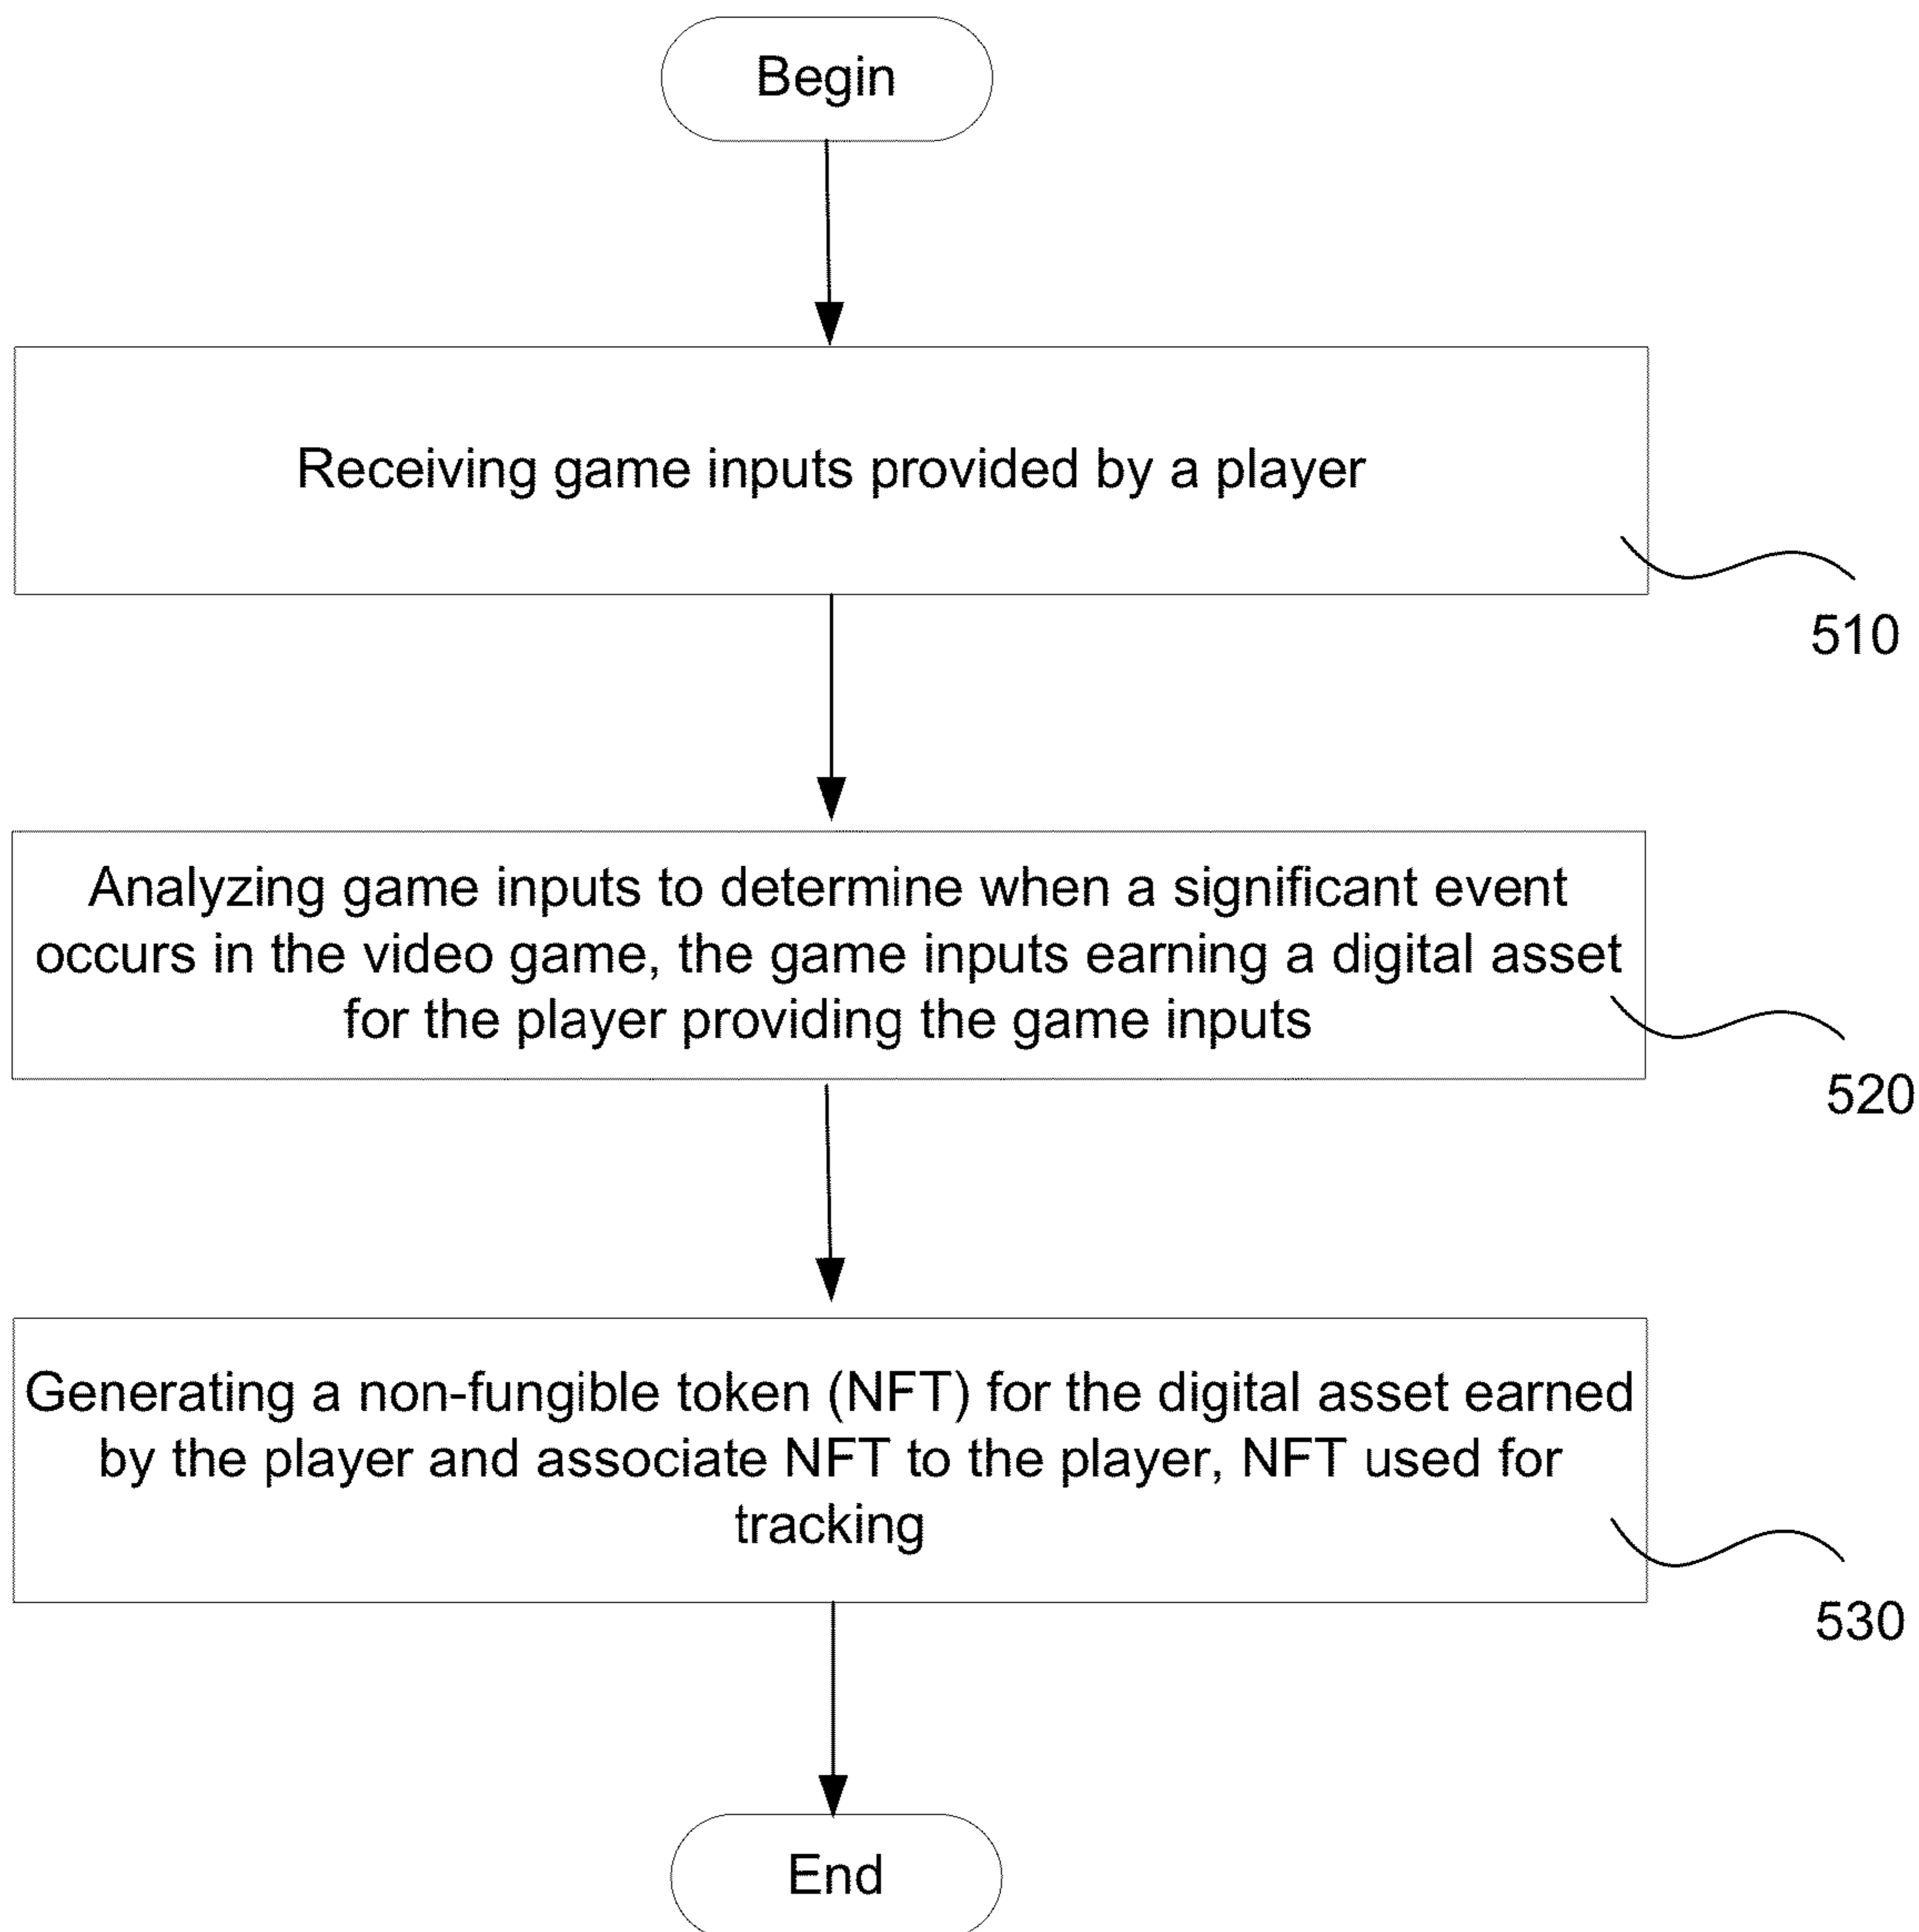 Begin
Receiving game inputs provided by a player
510
Analyzing game inputs to determine when a significant event
occurs in the video game, the game inputs earning a digital asset
for the player providing the game inputs
520
Generating a non-fungible token (NFT) for the digital asset earned
by the player and associate NFT to the player, NFT used for
tracking
530
End